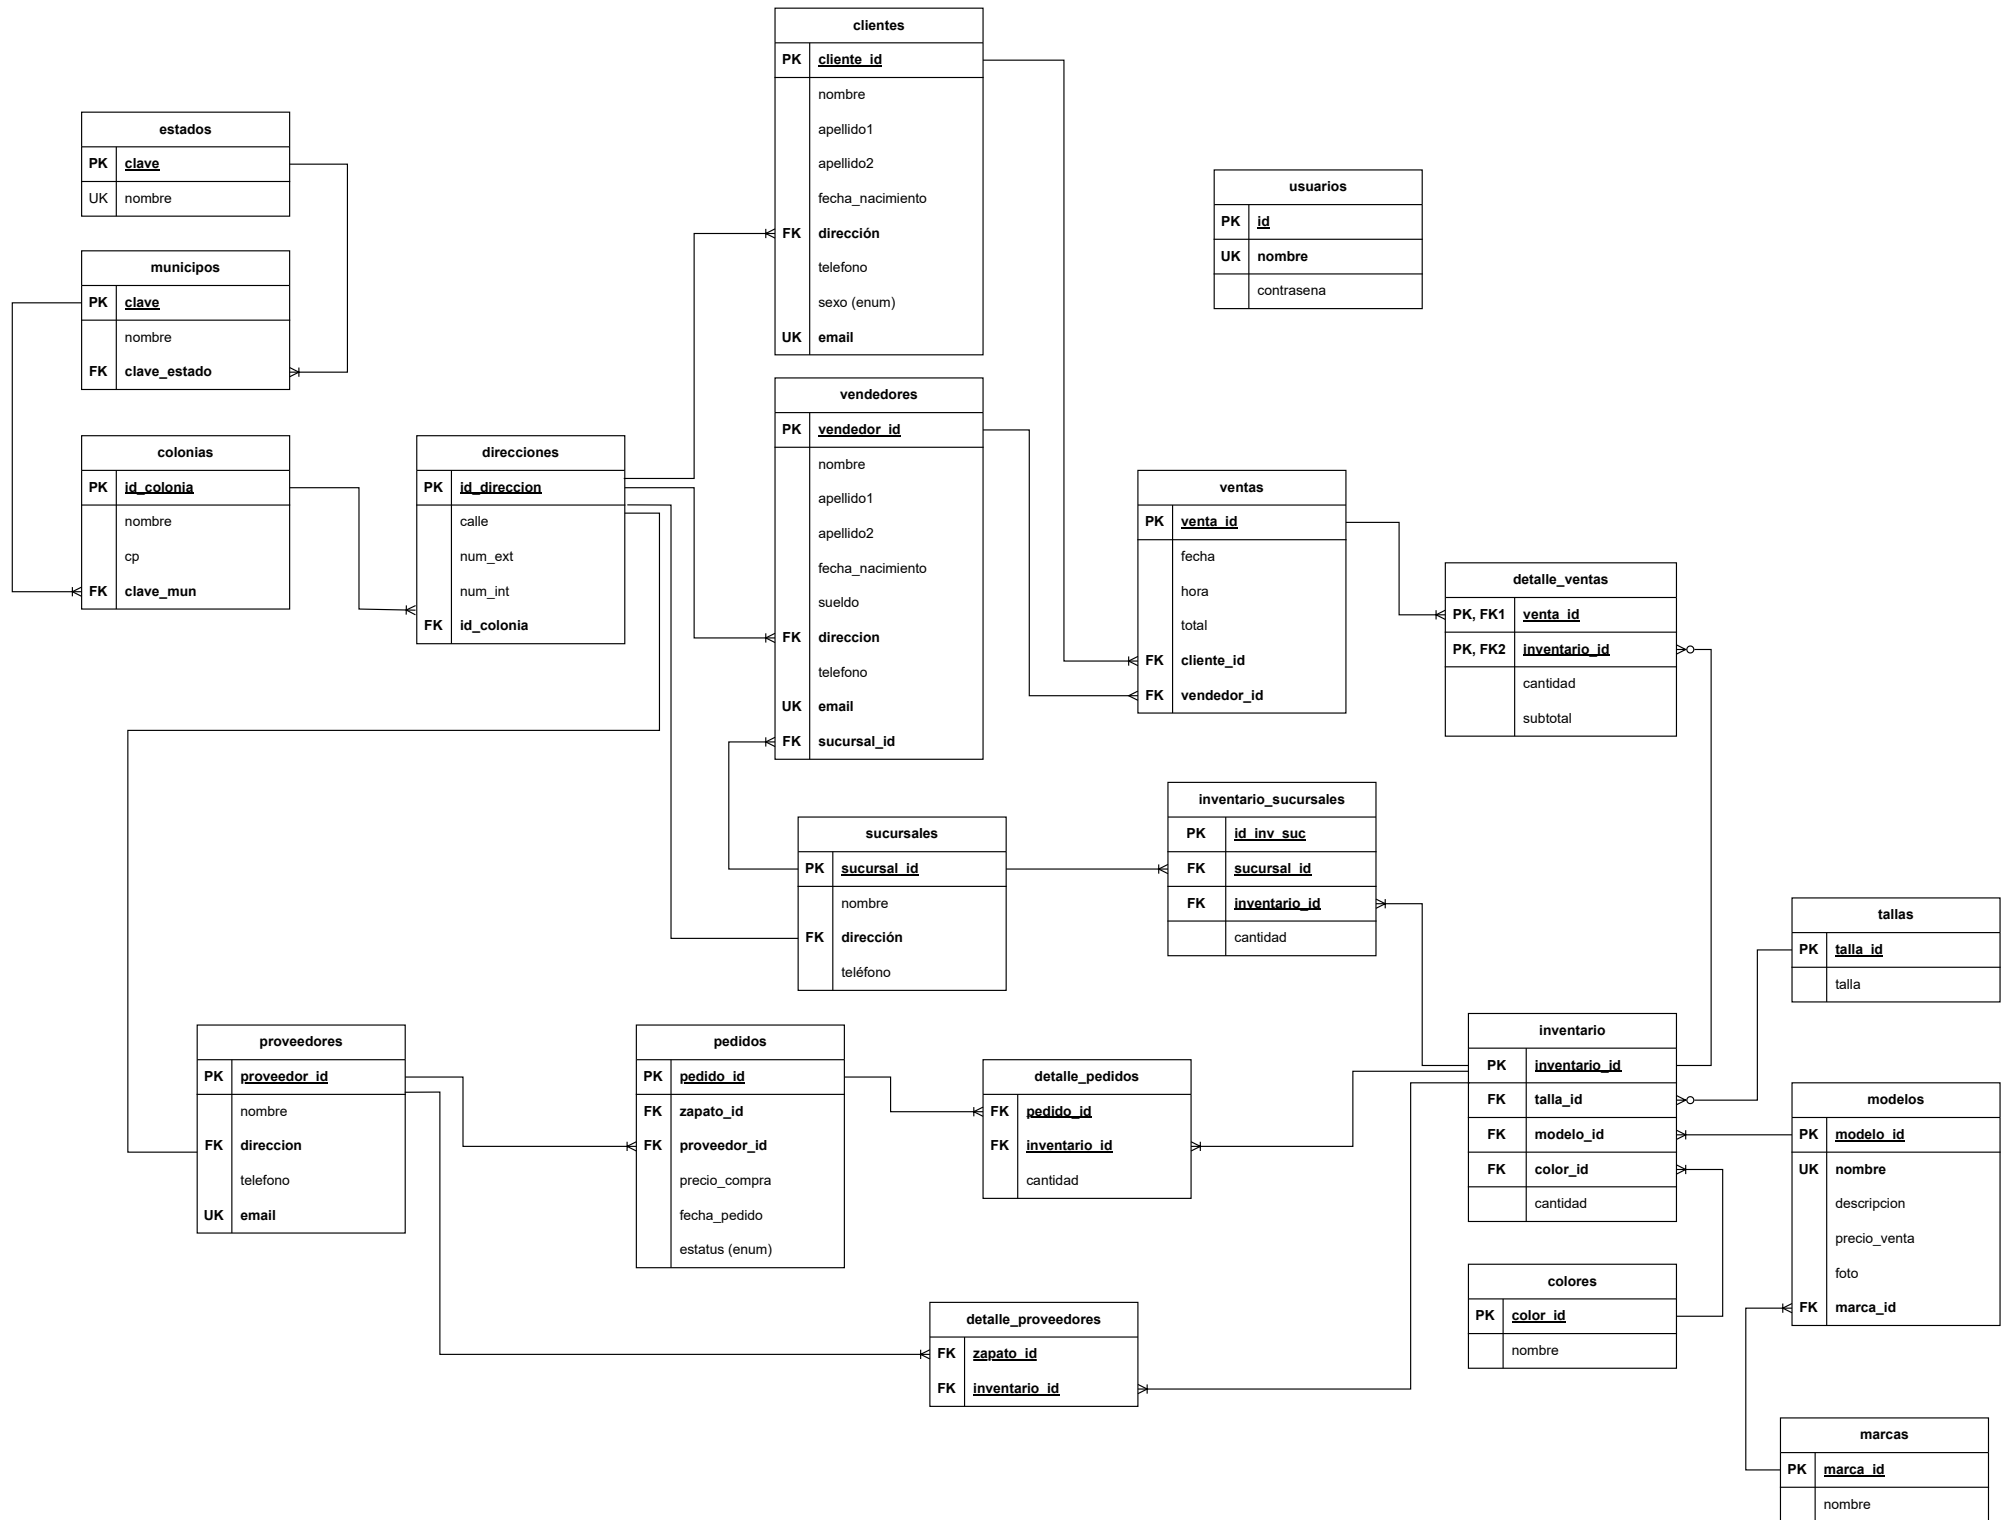 clientes
PK cliente_id
nombre
apellido1
apellido2
fecha_nacimiento
FK dirección
telefono
sexo (enum)
UK email
estados
PK clave
UK nombre
usuarios
PK id
UK nombre
contrasena
municipos
PK clave
nombre
FK clave_estado
vendedores
PK vendedor_id
nombre
apellido1
apellido2
fecha_nacimiento
sueldo
FK direccion
telefono
UK email
FK sucursal_id
colonias
PK id_colonia
nombre
cp
FK clave_mun
direcciones
PK id_direccion
calle
num_ext
num_int
FK id_colonia
ventas
PK venta_id
fecha
hora
total
FK cliente_id
FK vendedor_id
detalle_ventas
PK, FK1 venta_id
PK, FK2 inventario_id
cantidad
subtotal
inventario_sucursales
PK id_inv_suc
FK sucursal_id
FK inventario_id
cantidad
sucursales
PK sucursal_id
nombre
FK dirección
teléfono
tallas
PK talla_id
talla
proveedores
PK proveedor_id
nombre
FK direccion
telefono
UK email
pedidos
PK pedido_id
FK zapato_id
FK proveedor_id
precio_compra
fecha_pedido
estatus (enum)
detalle_pedidos
FK pedido_id
FK inventario_id
cantidad
inventario
PK inventario_id
FK talla_id
FK modelo_id
FK color_id
cantidad
modelos
PK modelo_id
UK nombre
descripcion
precio_venta
foto
FK marca_id
colores
PK color_id
nombre
detalle_proveedores
FK zapato_id
FK inventario_id
marcas
PK marca_id
nombre